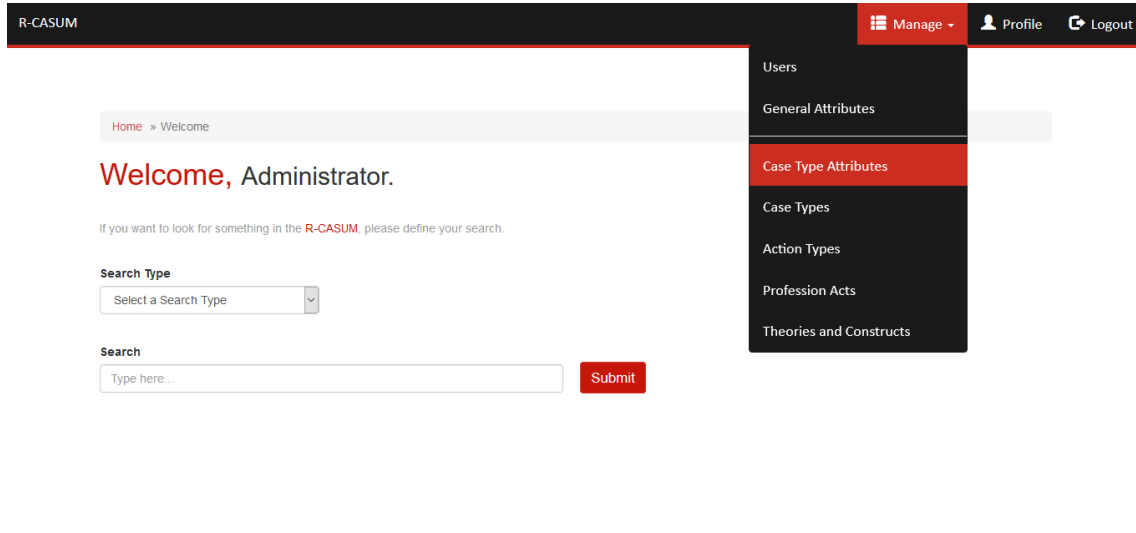 R-CASUM
Manage
Profile
Logout
Users
General Attributes
Case Type Attributes
Case Types
Action Types
Profession Acts
Theories and Constructs
Home » Welcome
Welcome, Administrator.
If you want to look for something in the R-CASUM, please define your search.
Search Type
Select a Search Type
Search
Type here...
Submit